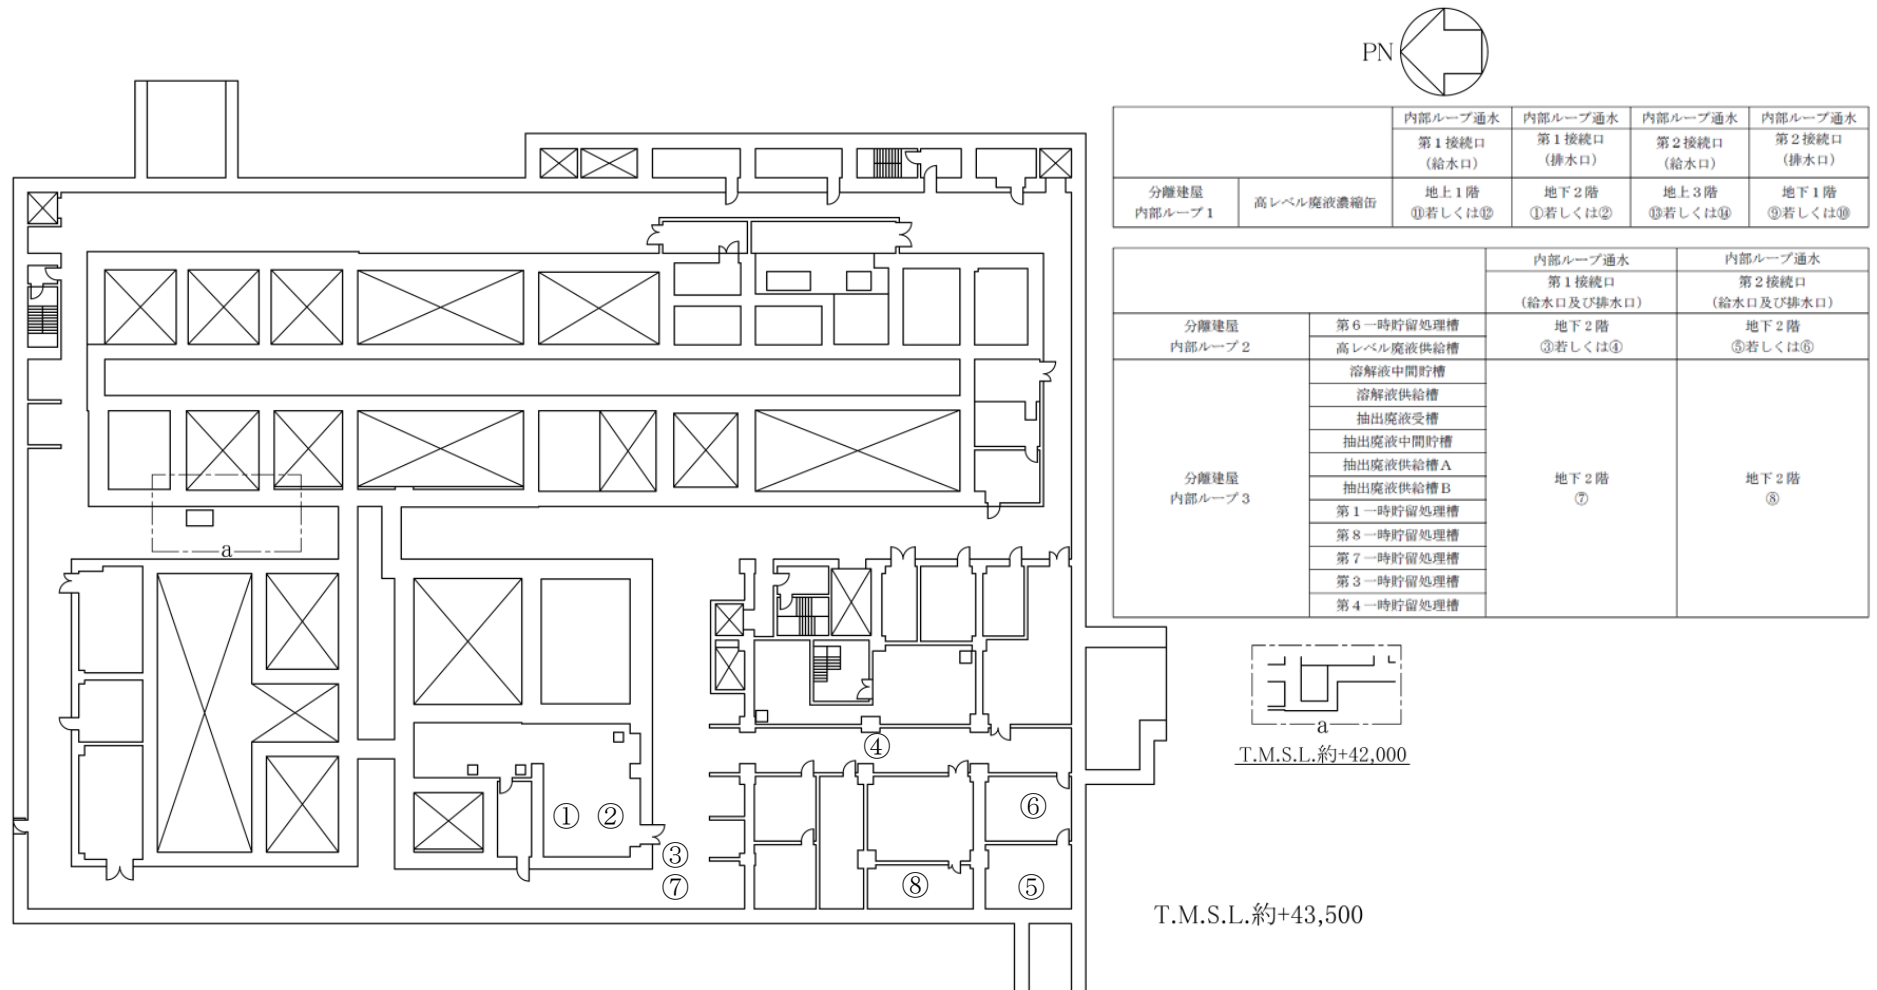 PN
内部ループ通水 内部ループ通水 内部ループ通水 内部ループ通水
第1接続口 第1接続口 第2接続口 第2接続口
(給水口) (排水口) (給水口) (排水口)
分離建屋 高レベル廃液濃縮缶 地上1階 地下2階 地上3階 地下1階
内部ループ1 ⑪若しくは⑫ ①若しくは② ⑬若しくは⑭ ⑨若しくは⑩
内部ループ通水 内部ループ通水
第1接続口 第2接続口
(給水口及び排水口) (給水口及び排水口)
分離建屋 第6一時貯留処理槽 地下2階 地下2階
内部ループ2 高レベル廃液供給槽 ③若しくは④ ⑤若しくは⑥
溶解液中間貯槽
溶解液供給槽
抽出廃液受槽
抽出廃液中間貯槽
抽出廃液供給槽A
分離建屋 抽出廃液供給槽B 地下2階 地下2階
内部ループ3 ⑦ ⑧
第1一時貯留処理槽
第8一時貯留処理槽
第7一時貯留処理槽
第3一時貯留処理槽
第4一時貯留処理槽
a
a
T.M.S.L.約+42,000
④
① ② ⑥
③
⑦ ⑧ ⑤
T.M.S.L.約+43,500